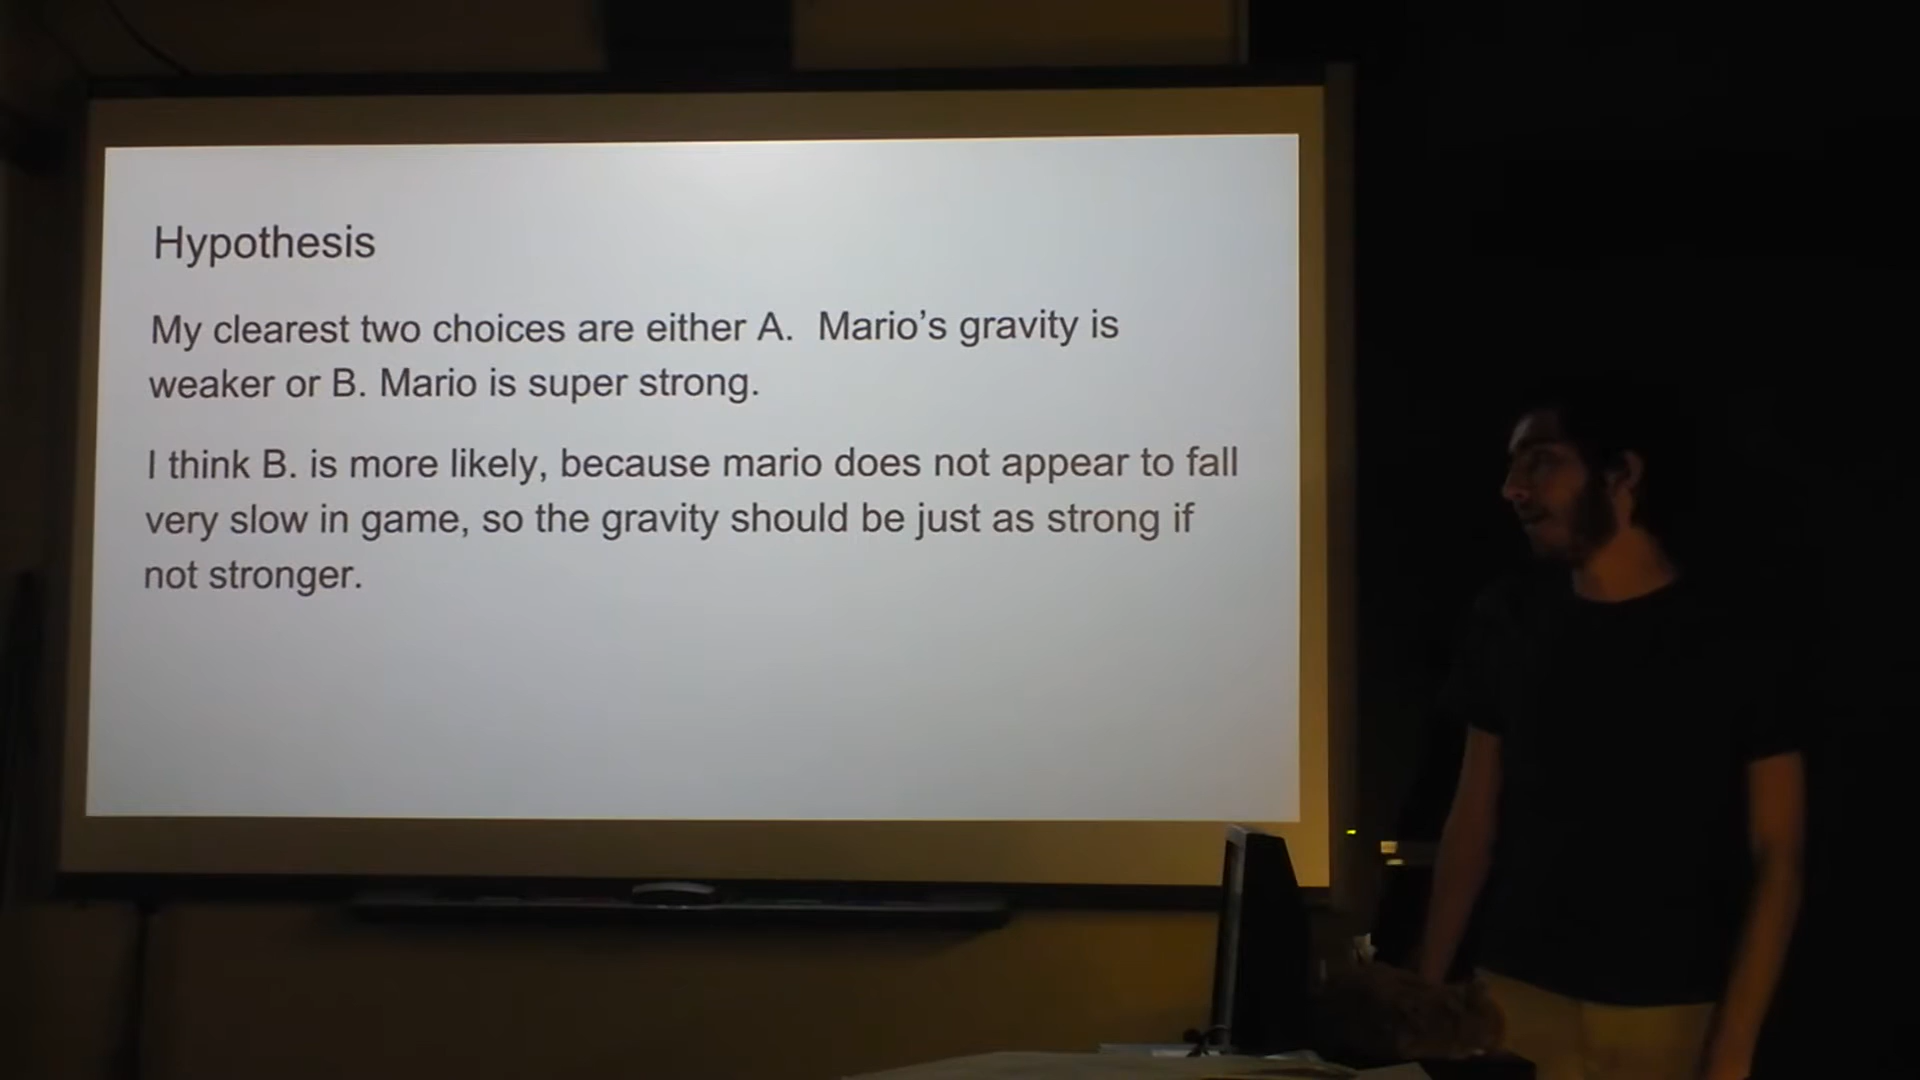 Hypothesis
My clearest two choices are either A.  Mario’s gravity is
weaker or B. Mario is super strong.
I think B. is more likely, because mario does not appear to fall
very slow in game, so the gravity should be just as strong if
not stronger.